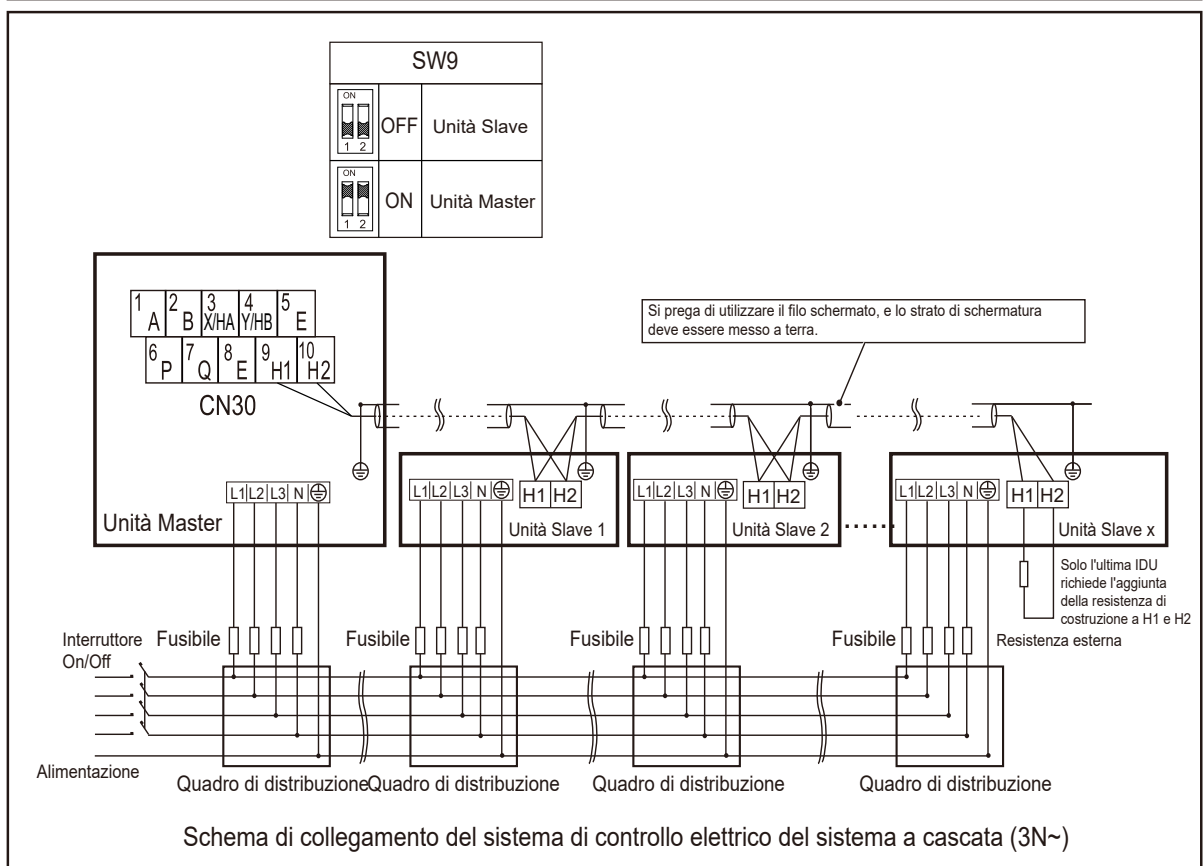 SW9
ON
1 2
OFF
Unità Slave
ON
1 2
ON
Unità Master
1 A
2 B
3 X/HA
4 Y/HB
5 E
6 P
7 Q
8 E
9 H1
10 H2
CN30
Si prega di utilizzare il filo schermato, e lo strato di schermatura
deve essere messo a terra.
L1 L2 L3 N
Unità Master
L1 L2 L3 N
H1 H2
Unità Slave 1
L1 L2 L3 N
H1 H2
Unità Slave 2
L1 L2 L3 N
H1 H2
Unità Slave x
Solo l'ultima IDU
richiede l'aggiunta
della resistenza di
costruzione a H1 e H2
Resistenza esterna
Interruttore
On/Off
Fusibile
Fusibile
Fusibile
Fusibile
Alimentazione
Quadro di distribuzione
Quadro di distribuzione
Quadro di distribuzione
Quadro di distribuzione
Schema di collegamento del sistema di controllo elettrico del sistema a cascata (3N~)